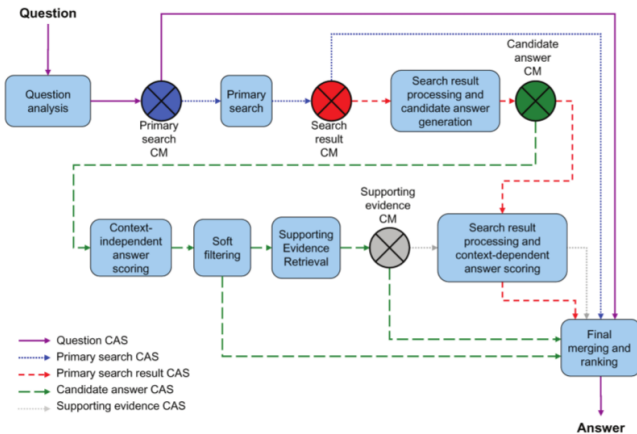 Question
Question
analysis
Primary
search
CM
Primary
search
Search
result
CM
Search result
processing and
candidate answer
generation
Candidate
answer
CM
Context-
independent
answer
scoring
Soft
filtering
Supporting
Evidence
Retrieval
Supporting
evidence
CM
Search result
processing and
context-dependent
answer scoring
Final
merging and
ranking
Answer
Question CAS
Primary search CAS
Primary search result CAS
Candidate answer CAS
Supporting evidence CAS